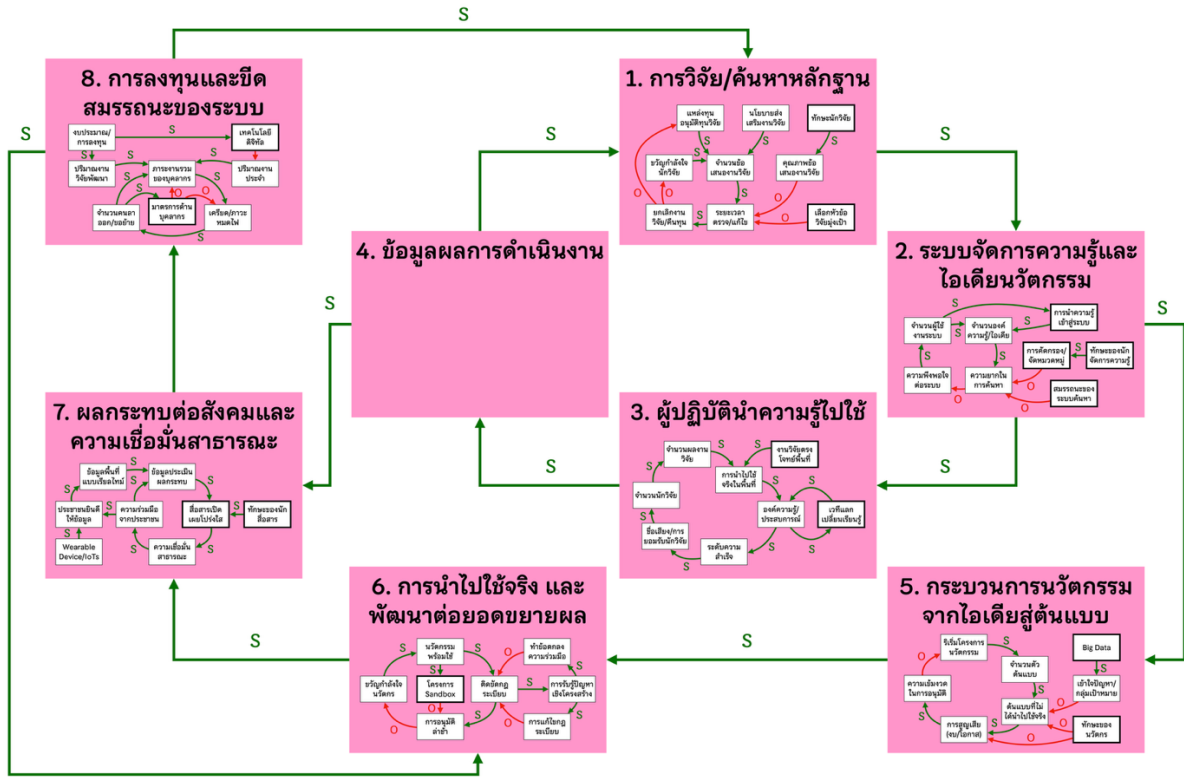 S
8. การลงทุนและขีด
สมรรถนะของระบบ
งบประมาณ/
การลงทุน
S
เทคโนโลยี
ดิจิทัล
S
ปริมาณงาน
วิจัยพัฒนา
S
ภาระงานรวม
ของบุคลากร
S
ปริมาณงาน
ประจำ
S
S
O
O
S
จำนวนคนลา
ออก/ขอย้าย
มาตรการด้าน
บุคลากร
เครียด/ภาวะ
หมดไฟ
S
S
1. การวิจัย/ค้นหาหลักฐาน
แหล่งทุน
อนุมัติทุนวิจัย
นโยบายส่ง
เสริมงานวิจัย
ทักษะนักวิจัย
S
S
S
ขวัญกำลังใจ
นักวิจัย
S
จำนวนข้อ
เสนองานวิจัย
คุณภาพข้อ
เสนองานวิจัย
O
O
S
O
ยกเลิกงาน
วิจัย/คืนทุน
S
ระยะเวลา
ตรวจ/แก้ไข
O
เลือกหัวข้อ
วิจัยมุ่งเป้า
S
S
S
2. ระบบจัดการความรู้และ
ไอเดียนวัตกรรม
S
การนำความรู้
เข้าสู่ระบบ
จำนวนผู้ใช้
งานระบบ
S
จำนวนองค์
ความรู้/ไอเดีย
S
S
S
การคัดกรอง/
จัดหมวดหมู่
S
ทักษะของนัก
จัดการความรู้
ความพึงพอใจ
ต่อระบบ
O
ความยากใน
การค้นหา
O
O
สมรรถนะของ
ระบบค้นหา
S
S
4. ข้อมูลผลการดำเนินงาน
S
S
3. ผู้ปฏิบัตินำความรู้ไปใช้
จำนวนผลงาน
วิจัย
S
S
งานวิจัยตรง
โจทย์พื้นที่
S
การนำไปใช้
จริงในพื้นที่
จำนวนนักวิจัย
S
S
S
องค์ความรู้/
ประสบการณ์
เวทีแลก
เปลี่ยนเรียนรู้
ชื่อเสียง/การ
ยอมรับนักวิจัย
ระดับความ
สำเร็จ
S
S
S
S
7. ผลกระทบต่อสังคมและ
ความเชื่อมั่นสาธารณะ
ข้อมูลพื้นที่
แบบเรียลไทม์
S
ข้อมูลประเมิน
ผลกระทบ
S
S
S
ประชาชนยินดี
ให้ข้อมูล
S
ความร่วมมือ
จากประชาชน
สื่อสารเปิด
เผยโปร่งใส
S
ทักษะของนัก
สื่อสาร
S
S
S
Wearable
Device/IoTs
ความเชื่อมั่น
สาธารณะ
S
6. การนำไปใช้จริง และ
พัฒนาต่อยอดขยายผล
นวัตกรรม
พร้อมใช้
ทำข้อตกลง
ความร่วมมือ
S
S
S
O
S
ขวัญกำลังใจ
นวัตกร
โครงการ
Sandbox
ติดขัดกฎ
ระเบียบ
S
การรับรู้ปัญหา
เชิงโครงสร้าง
O
S
O
S
O
การอนุมัติ
ล่าช้า
การแก้ไขกฎ
ระเบียบ
S
5. กระบวนการนวัตกรรม
จากไอเดียสู่ต้นแบบ
ริเริ่มโครงการ
นวัตกรรม
S
Big Data
O
จำนวนตัว
ต้นแบบ
S
ความเข้มงวด
ในการอนุมัติ
S
เข้าใจปัญหา/
กลุ่มเป้าหมาย
O
ต้นแบบที่ไม่
ได้นำไปใช้จริง
S
O
การสูญเสีย
(งบ/โอกาส)
S
O
ทักษะของ
นวัตกร